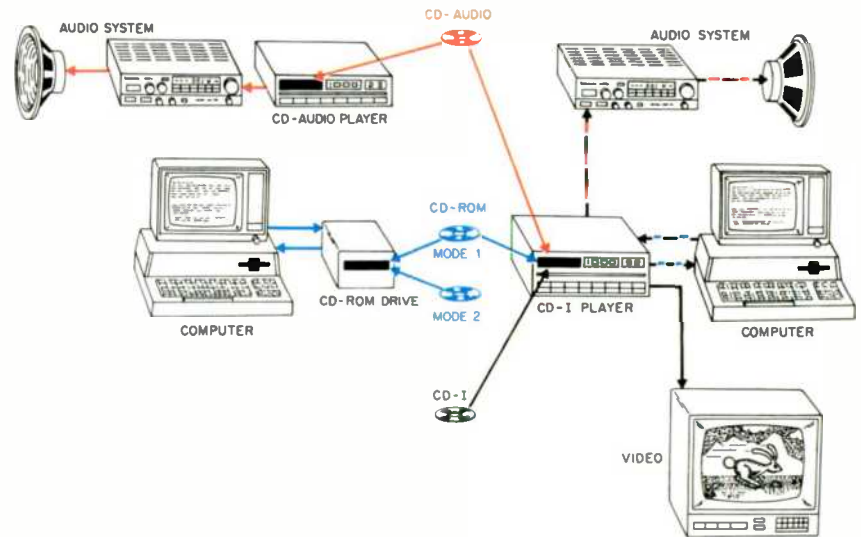 CD-AUDIO
AUDIO SYSTEM
AUDIO SYSTEM
CD-AUDIO PLAYER
CD-ROM
MODE 1
CD-ROM DRIVE
MODE 2
CD-I PLAYER
COMPUTER
COMPUTER
CD-I
VIDEO